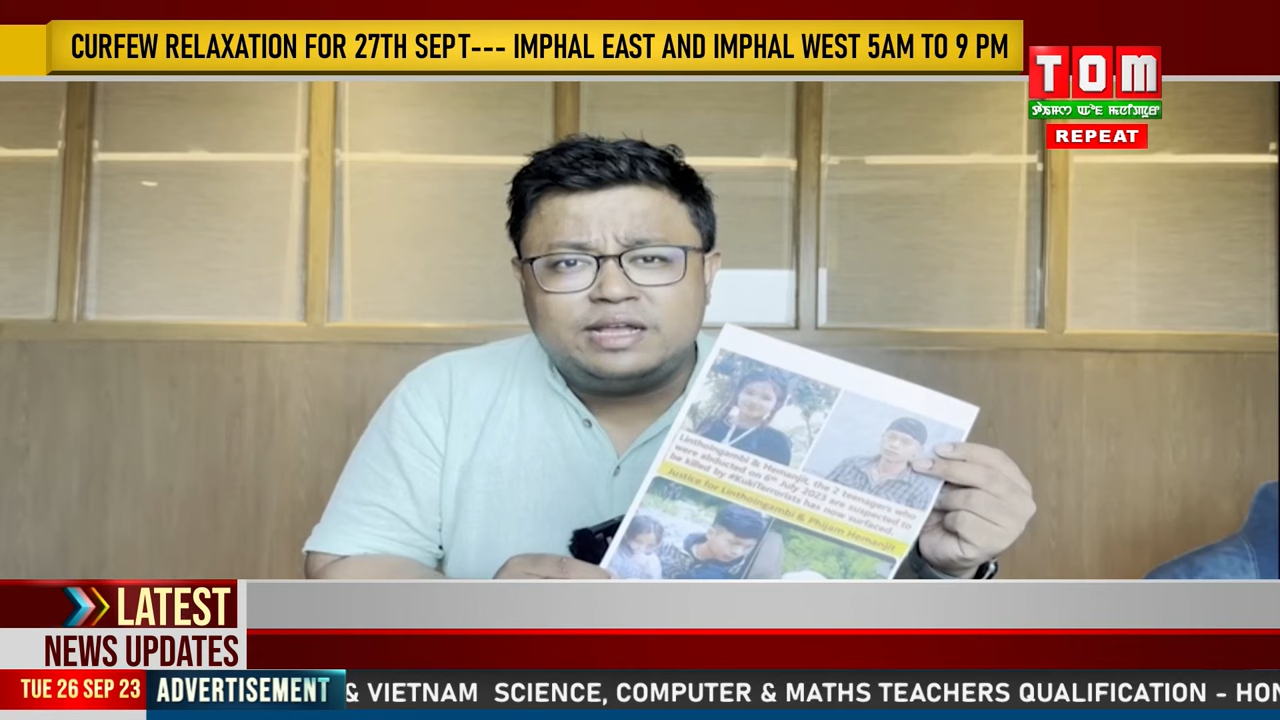 CURFEW RELAXATION FOR 27TH SEPT--- IMPHAL EAST AND IMPHAL WEST 5AM TO 9 PM
TOM
REPEAT
Linthoingambi & Hemanjit, the 2 teenagers who
were abducted on 6th July 2023 are suspected to
be killed by #KukiTerrorists has now surfaced.
Justice for Linthoingambi & Phijam Hemanjit
LATEST
NEWS UPDATES
TUE 26 SEP 23
ADVERTISEMENT
& VIETNAM SCIENCE, COMPUTER & MATHS TEACHERS QUALIFICATION - HON